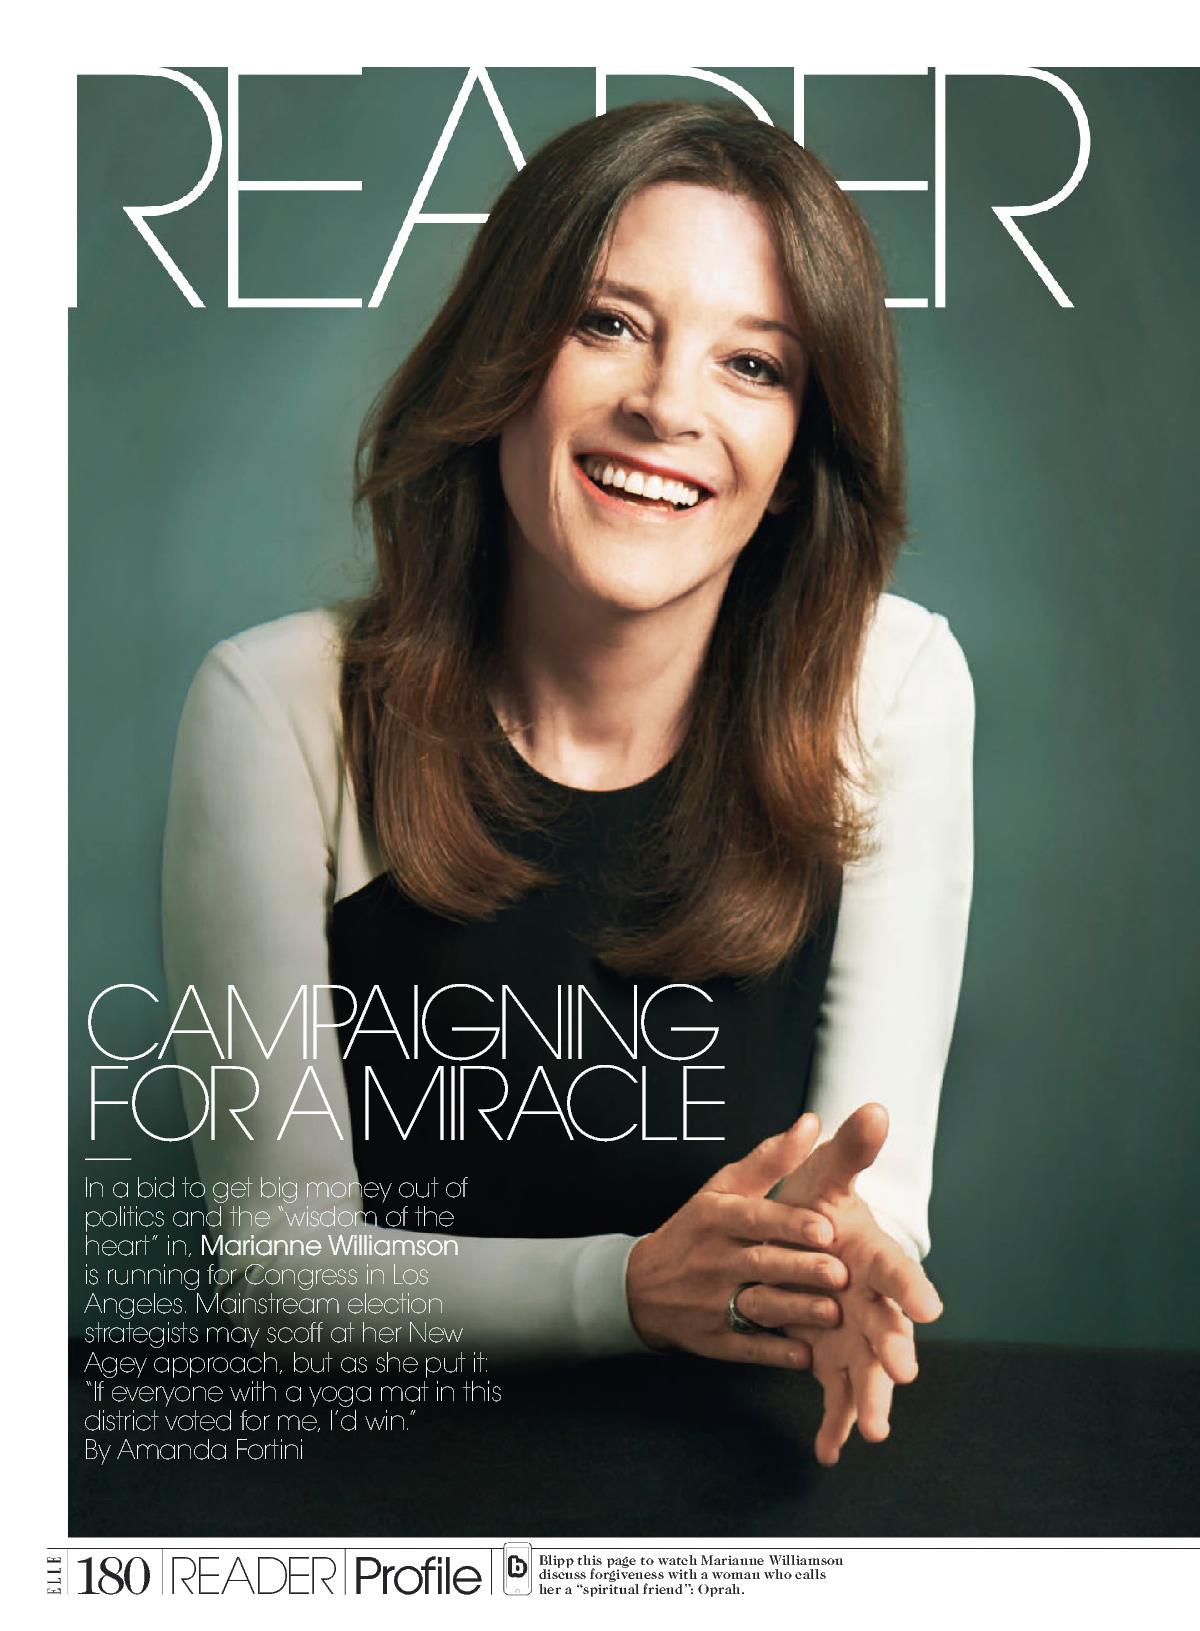 READER
CAMPAIGNING
FOR A MIRACLE
In a bid to get big money out of
politics and the “wisdom of the
heart” in, Marianne Williamson
is running for Congress in Los
Angeles. Mainstream election
strategists may scoff at her New
Agey approach, but as she put it:
“If everyone with a yoga mat in this
district voted for me, I’d win.”
By Amanda Fortini
ELLE
180 READER Profile
b
Blipp this page to watch Marianne Williamson
discuss forgiveness with a woman who calls
her a “spiritual friend”: Oprah.